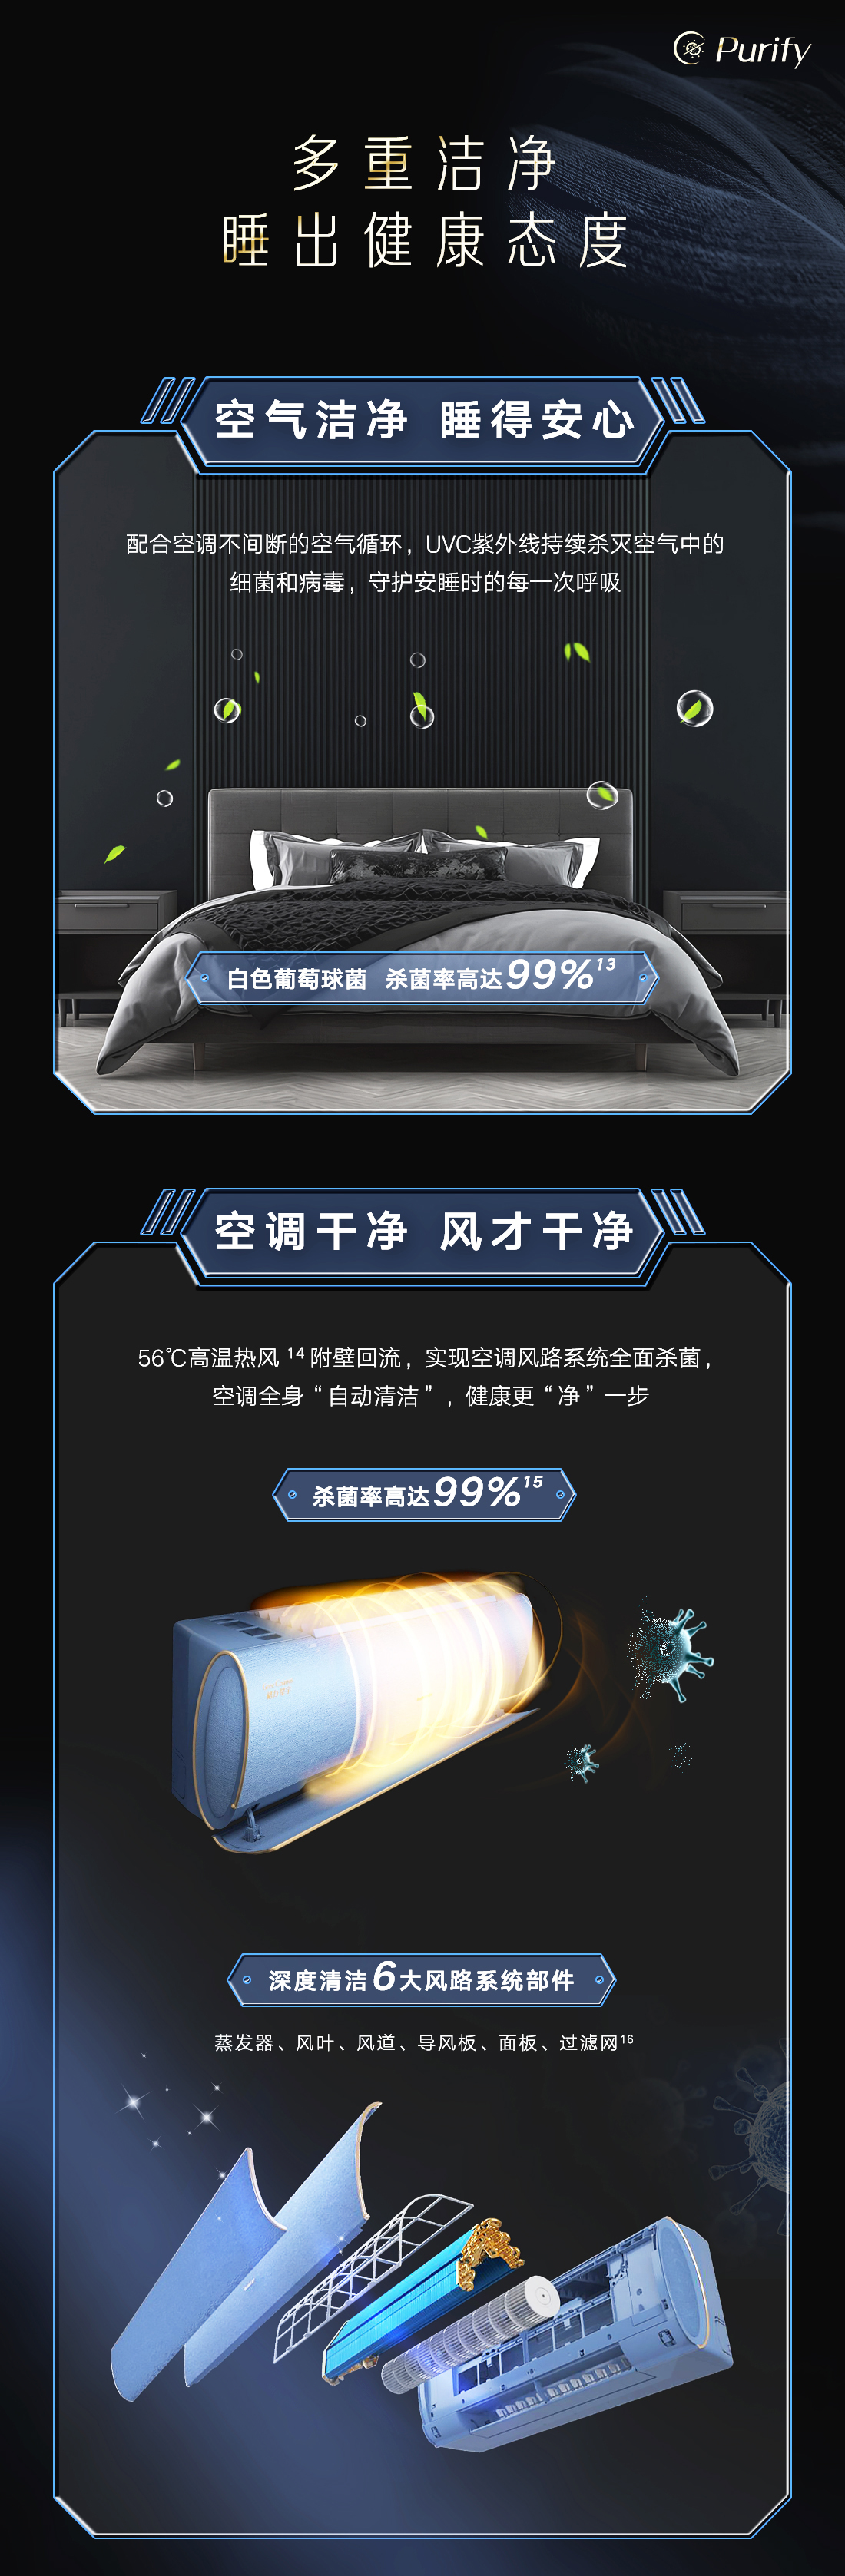 Purify
多重洁净
睡出健康态度
空气洁净 睡得安心
配合空调不间断的空气循环，UVC紫外线持续杀灭空气中的
细菌和病毒，守护安睡时的每一次呼吸
白色葡萄球菌 杀菌率高达99%13
空调干净 风才干净
56℃高温热风14附壁回流，实现空调风路系统全面杀菌，
空调全身“自动清洁”，健康更“净”一步
杀菌率高达99%15
深度清洁6大风路系统部件
蒸发器、风叶、风道、导风板、面板、过滤网16